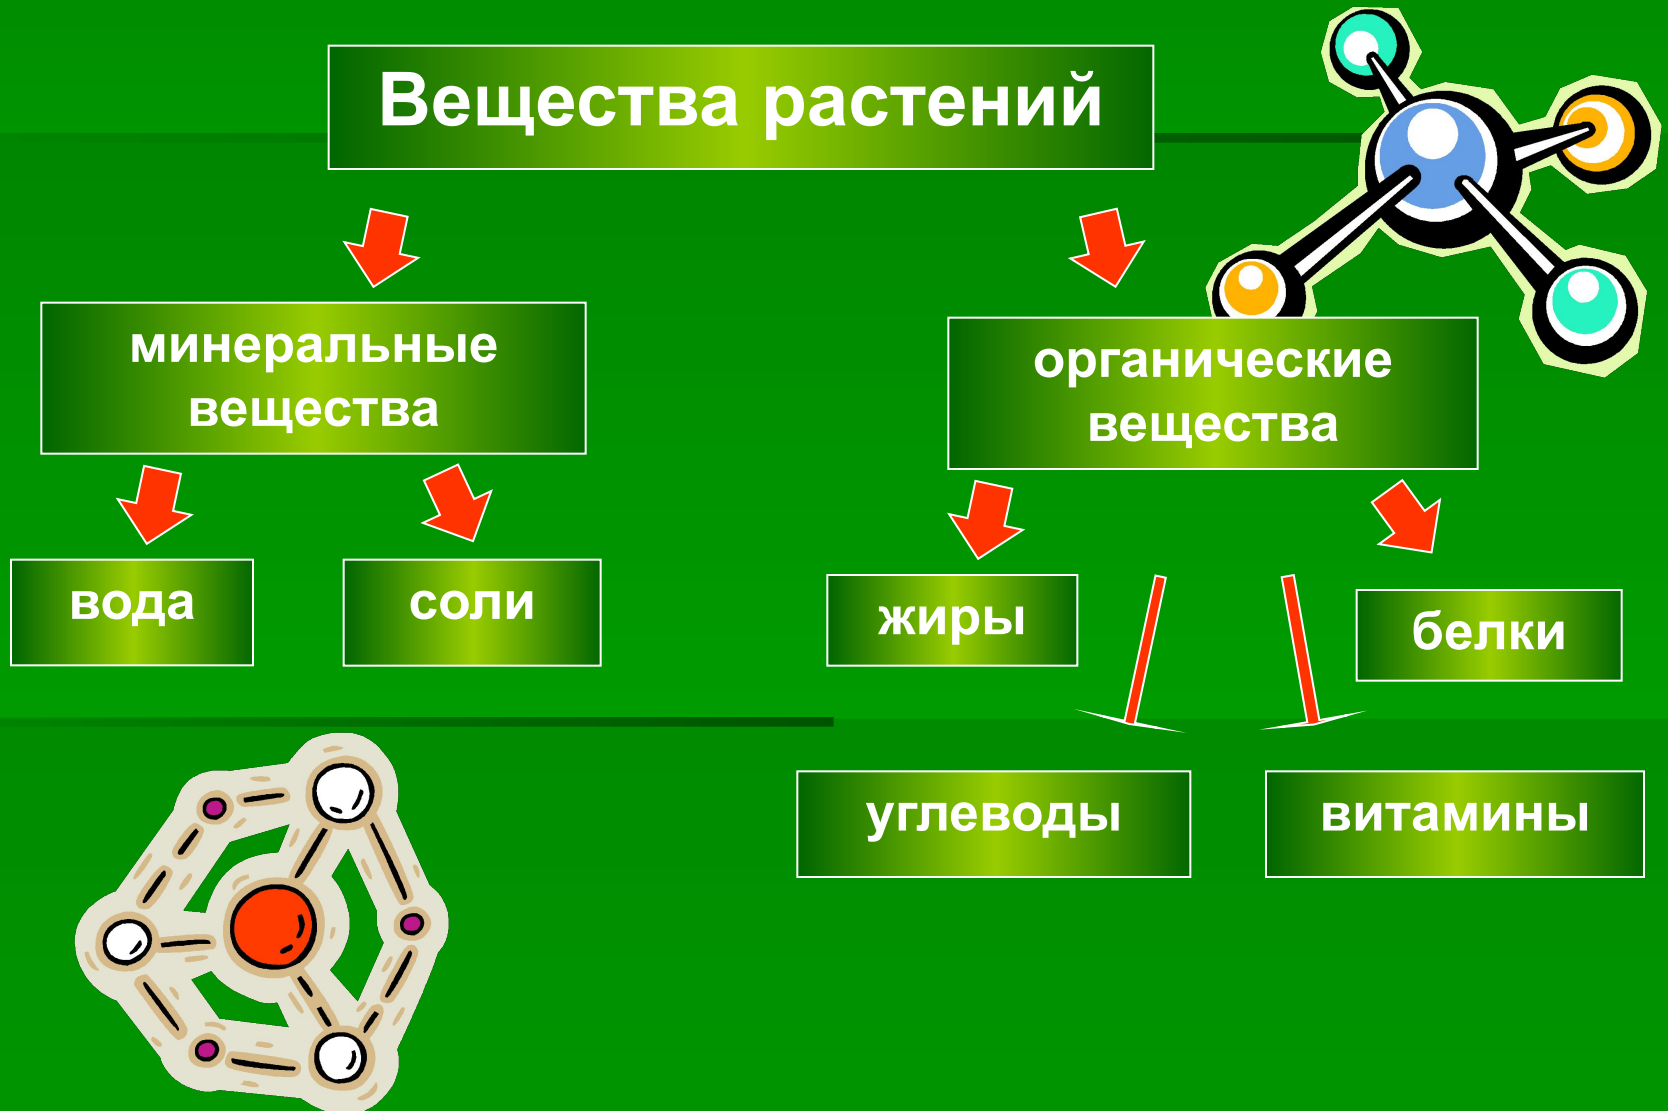 Вещества растений
минеральные
вещества
органические
вещества
вода
соли
жиры
белки
углеводы
витамины